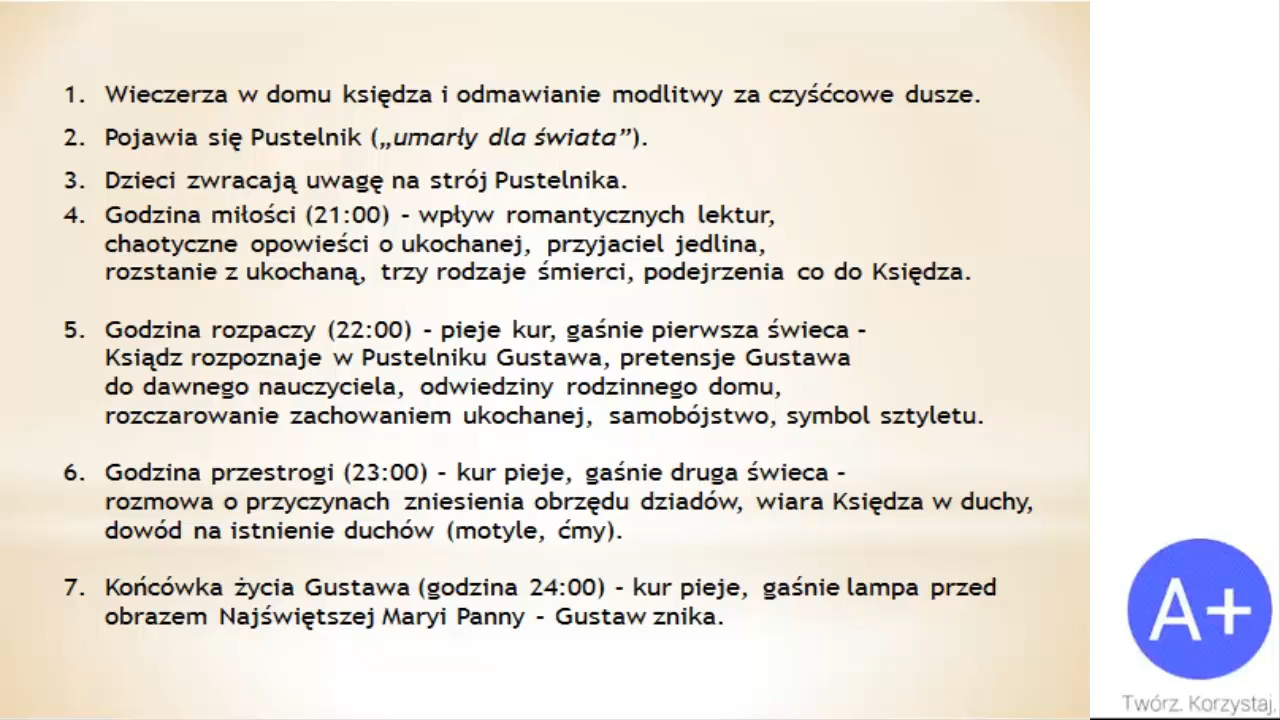 1. Wieczerza w domu księdza i odmawianie modlitwy za czyśćcowe dusze.
2. Pojawia się Pustelnik („umarły dla świata”).
3. Dzieci zwracają uwagę na strój Pustelnika.
4. Godzina miłości (21:00) - wpływ romantycznych lektur,
chaotyczne opowieści o ukochanej, przyjaciel jedlina,
rozstanie z ukochaną, trzy rodzaje śmierci, podejrzenia co do Księdza.
5. Godzina rozpaczy (22:00) - pieje kur, gaśnie pierwsza świeca -
Ksiądz rozpoznaje w Pustelniku Gustawa, pretensje Gustawa
do dawnego nauczyciela, odwiedziny rodzinnego domu,
rozczarowanie zachowaniem ukochanej, samobójstwo, symbol sztyletu.
6. Godzina przestrogi (23:00) - kur pieje, gaśnie druga świeca -
rozmowa o przyczynach zniesienia obrzędu dziadów, wiara Księdza w duchy,
dowód na istnienie duchów (motyle, ćmy).
7. Końcówka życia Gustawa (godzina 24:00) - kur pieje, gaśnie lampa przed
obrazem Najświętszej Maryi Panny - Gustaw znika.
A+
Twórz. Korzystaj.